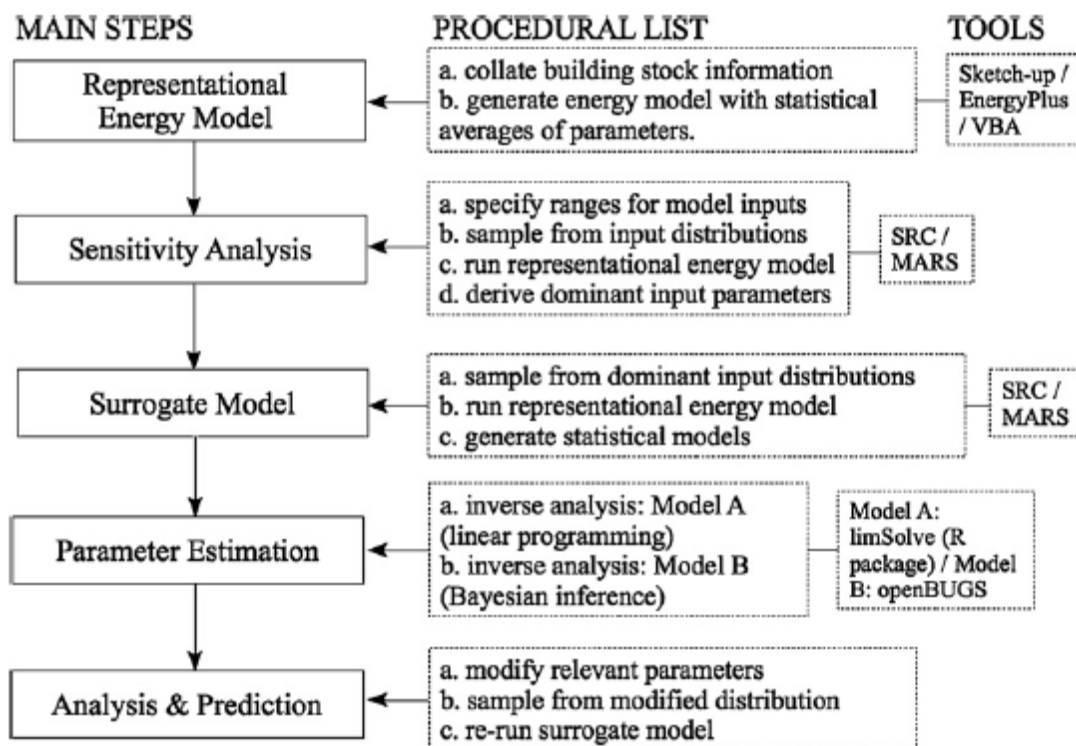 MAIN STEPS
PROCEDURAL LIST
TOOLS
Representational
Energy Model
a. collate building stock information
b. generate energy model with statistical
averages of parameters.
Sketch-up /
EnergyPlus
/ VBA
Sensitivity Analysis
a. specify ranges for model inputs
b. sample from input distributions
c. run representational energy model
d. derive dominant input parameters
SRC /
MARS
Surrogate Model
a. sample from dominant input distributions
b. run representational energy model
c. generate statistical models
SRC /
MARS
Parameter Estimation
a. inverse analysis: Model A
(linear programming)
b. inverse analysis: Model B
(Bayesian inference)
Model A:
limSolve (R
package) / Model
B: openBUGS
Analysis & Prediction
a. modify relevant parameters
b. sample from modified distribution
c. re-run surrogate model